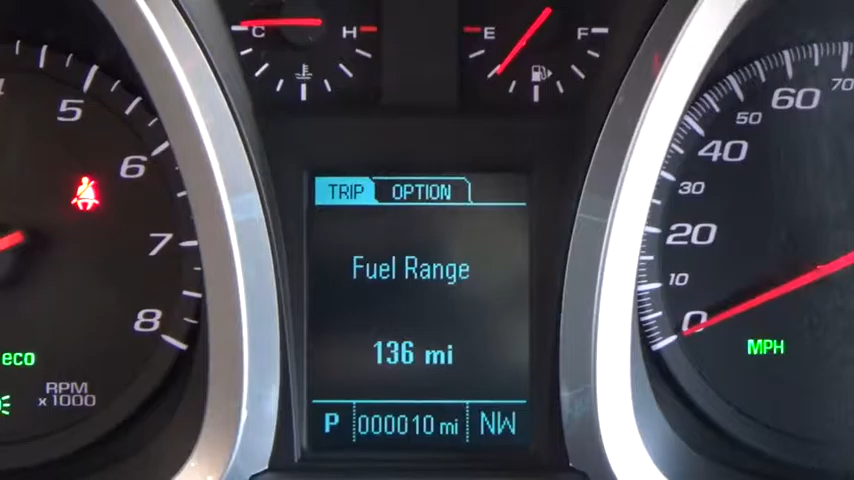 C H
E F
5
6
7
8
eco
RPM
x1000
TRIP OPTION
Fuel Range
136 mi
P 000010 mi NW
70
60
50
40
30
20
10
0
MPH